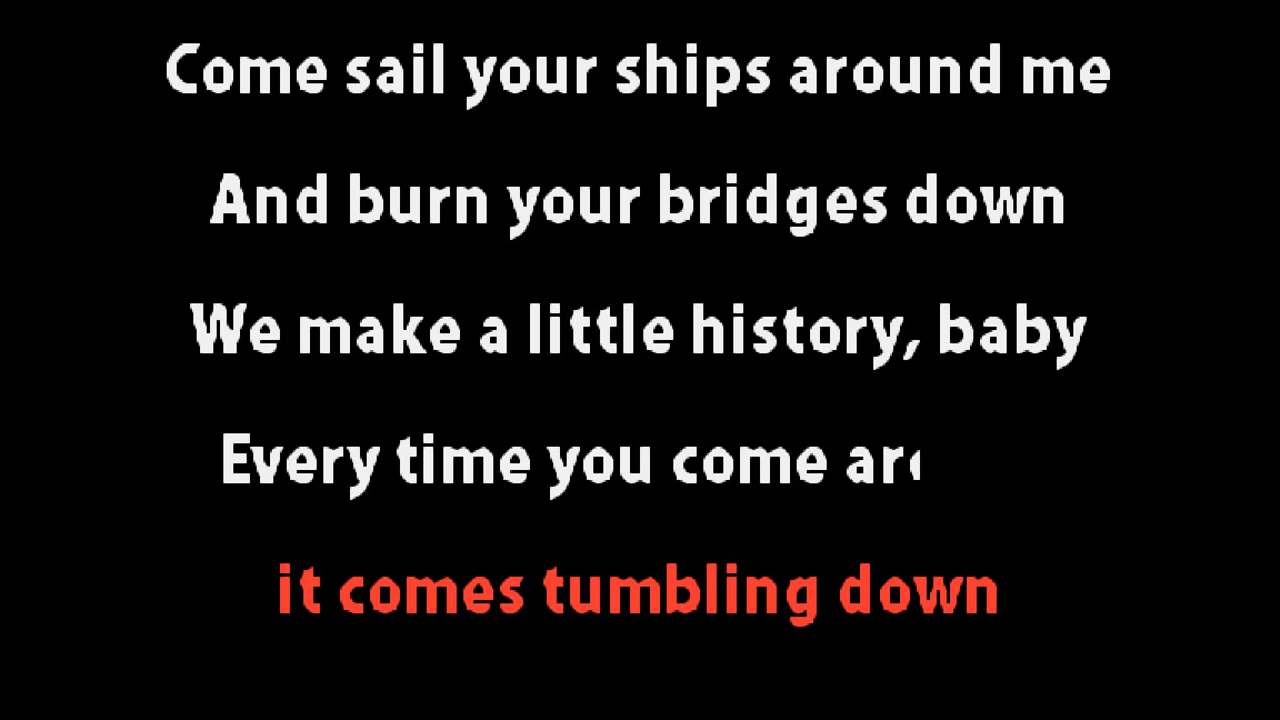 Come sail your ships around me
And burn your bridges down
We make a little history, baby
Every time you come ar
it comes tumbling down